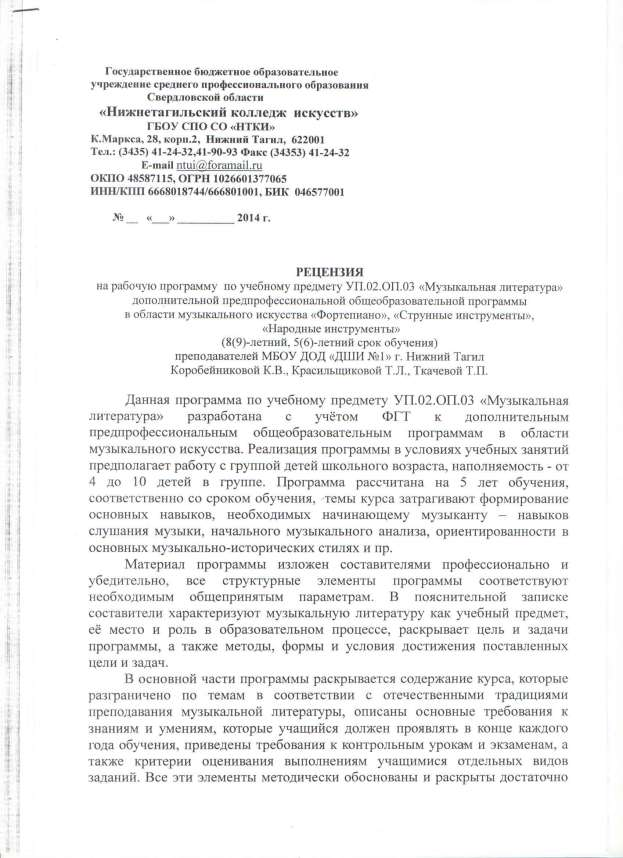 Государственное бюджетное образовательное
учреждение среднего профессионального образования
Свердловской области
«Нижнетагильский колледж искусств»
ГБОУ СПО СО «НТКИ»
К.Маркса, 28, корп.2, Нижний Тагил, 622001
Тел.: (3435) 41-24-32,41-90-93 Факс (34353) 41-24-32
E-mail ntui@foramail.ru
ОКПО 48587115, ОГРН 1026601377065
ИНН/КПП 6668018744/666801001, БИК 046577001
№ __ «___» __________ 2014 г.
РЕЦЕНЗИЯ
на рабочую программу по учебному предмету УП.02.ОП.03 «Музыкальная литература»
дополнительной предпрофессиональной общеобразовательной программы
в области музыкального искусства «Фортепиано», «Струнные инструменты»,
«Народные инструменты»
(8(9)-летний, 5(6)-летний срок обучения)
преподавателей МБОУ ДОД «ДШИ №1» г. Нижний Тагил
Коробейниковой К.В., Красильщиковой Т.Л., Ткачевой Т.П.
Данная программа по учебному предмету УП.02.ОП.03 «Музыкальная
литература» разработана с учётом ФГТ к дополнительным
предпрофессиональным общеобразовательным программам в области
музыкального искусства. Реализация программы в условиях учебных занятий
предполагает работу с группой детей школьного возраста, наполняемость - от
4 до 10 детей в группе. Программа рассчитана на 5 лет обучения,
соответственно со сроком обучения, темы курса затрагивают формирование
основных навыков, необходимых начинающему музыканту – навыков
слушания музыки, начального музыкального анализа, ориентированности в
основных музыкально-исторических стилях и пр.
Материал программы изложен составителями профессионально и
убедительно, все структурные элементы программы соответствуют
необходимым общепринятым параметрам. В пояснительной записке
составители характеризуют музыкальную литературу как учебный предмет,
её место и роль в образовательном процессе, раскрывает цель и задачи
программы, а также методы, формы и условия достижения поставленных
цели и задач.
В основной части программы раскрывается содержание курса, которые
разграничено по темам в соответствии с отечественными традициями
преподавания музыкальной литературы, описаны основные требования к
знаниям и умениям, которые учащийся должен проявлять в конце каждого
года обучения, приведены требования к контрольным урокам и экзаменам, а
также критерии оценивания выполнениям учащимися отдельных видов
заданий. Все эти элементы методически обоснованы и раскрыты достаточно